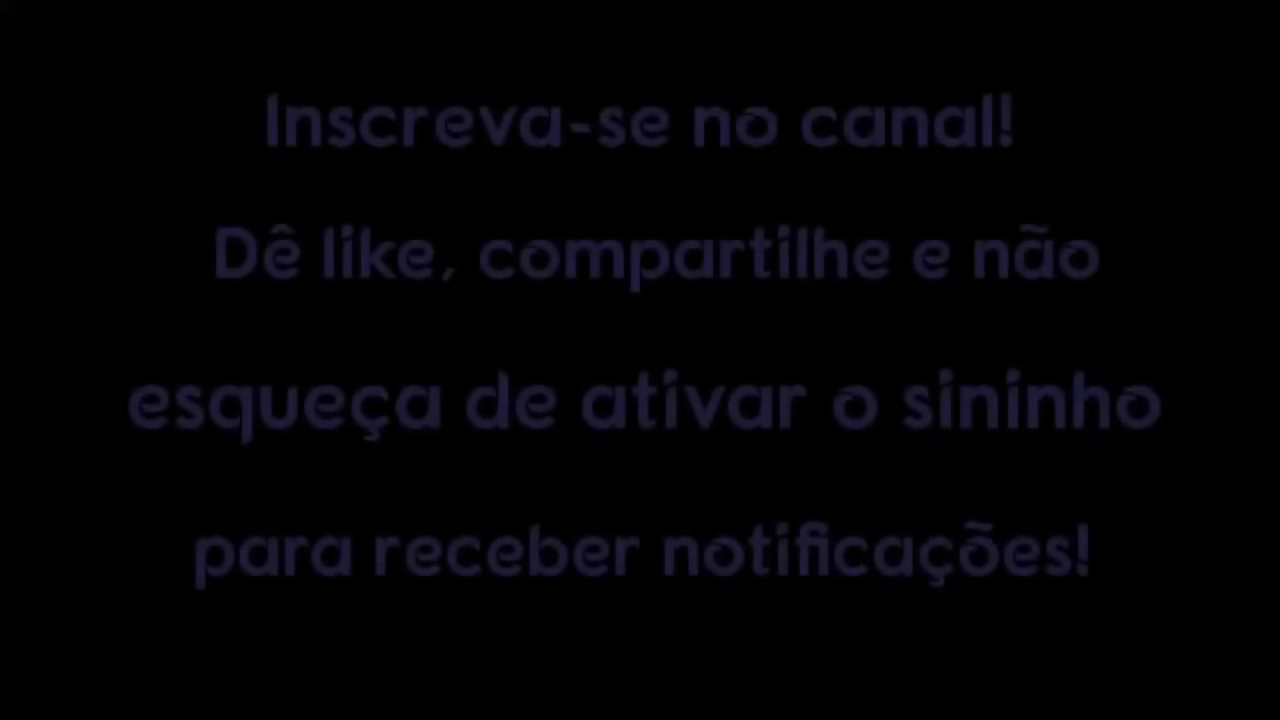 Inscreva-se no canal!
Dê like, compartilhe e não
esqueça de ativar o sininho
para receber notificações!